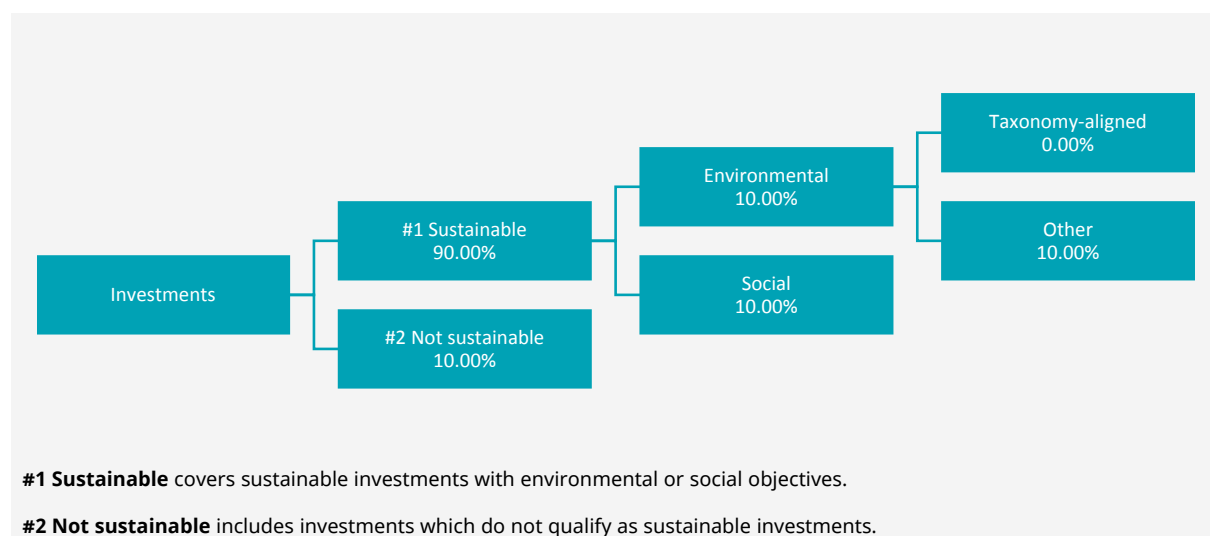 Investments
#1 Sustainable
90.00%
#2 Not sustainable
10.00%
Environmental
10.00%
Social
10.00%
Taxonomy-aligned
0.00%
Other
10.00%
#1 Sustainable covers sustainable investments with environmental or social objectives.
#2 Not sustainable includes investments which do not qualify as sustainable investments.